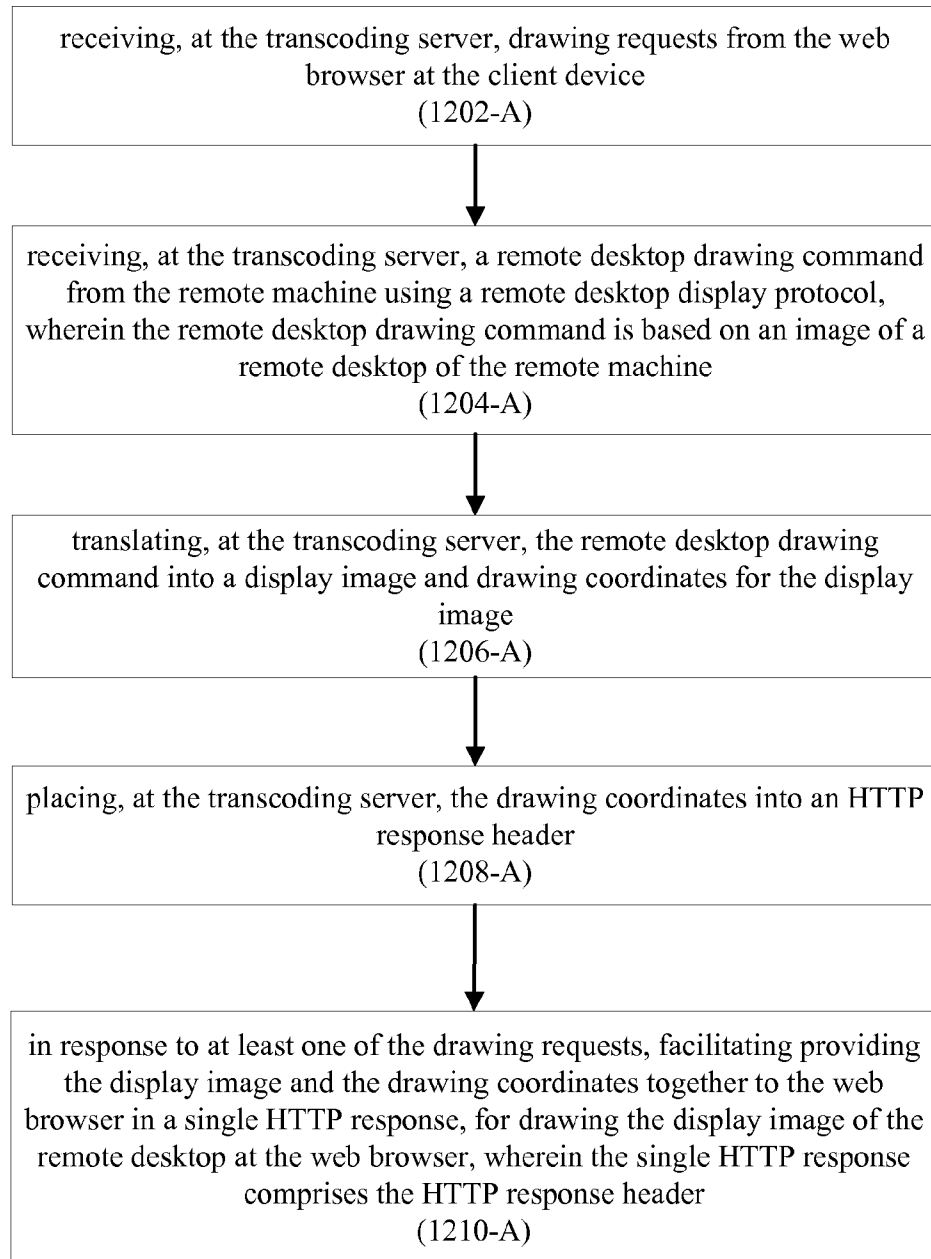 receiving, at the transcoding server, drawing requests from the web
browser at the client device
(1202-A)
receiving, at the transcoding server, a remote desktop drawing command
from the remote machine using a remote desktop display protocol,
wherein the remote desktop drawing command is based on an image of a
remote desktop of the remote machine
(1204-A)
translating, at the transcoding server, the remote desktop drawing
command into a display image and drawing coordinates for the display
image
(1206-A)
placing, at the transcoding server, the drawing coordinates into an HTTP
response header
(1208-A)
in response to at least one of the drawing requests, facilitating providing
the display image and the drawing coordinates together to the web
browser in a single HTTP response, for drawing the display image of the
remote desktop at the web browser, wherein the single HTTP response
comprises the HTTP response header
(1210-A)